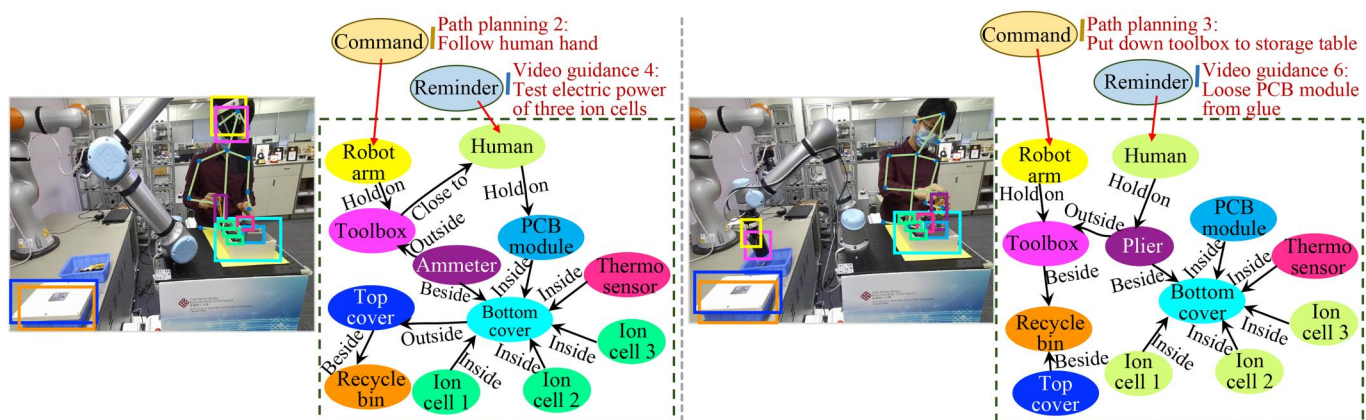 Command
Path planning 2:
Follow human hand
Reminder
Video guidance 4:
Test electric power
of three ion cells
Robot
arm
Human
Hold on
Close to
Hold on
Toolbox
Outside
PCB
module
Ammeter
Inside
Thermo
sensor
Beside
Inside
Top
cover
Outside
Bottom
cover
Inside
Ion
cell 3
Beside
Inside
Inside
Recycle
bin
Ion
cell 1
Ion
cell 2
Command
Path planning 3:
Put down toolbox to storage table
Reminder
Video guidance 6:
Loose PCB module
from glue
Robot
arm
Human
Hold on
Hold on
Outside
PCB
module
Toolbox
Plier
Inside
Thermo
sensor
Beside
Beside
Inside
Bottom
cover
Recycle
bin
Inside
Inside
Inside
Ion
cell 3
Beside
Ion
cell 1
Ion
cell 2
Top
cover